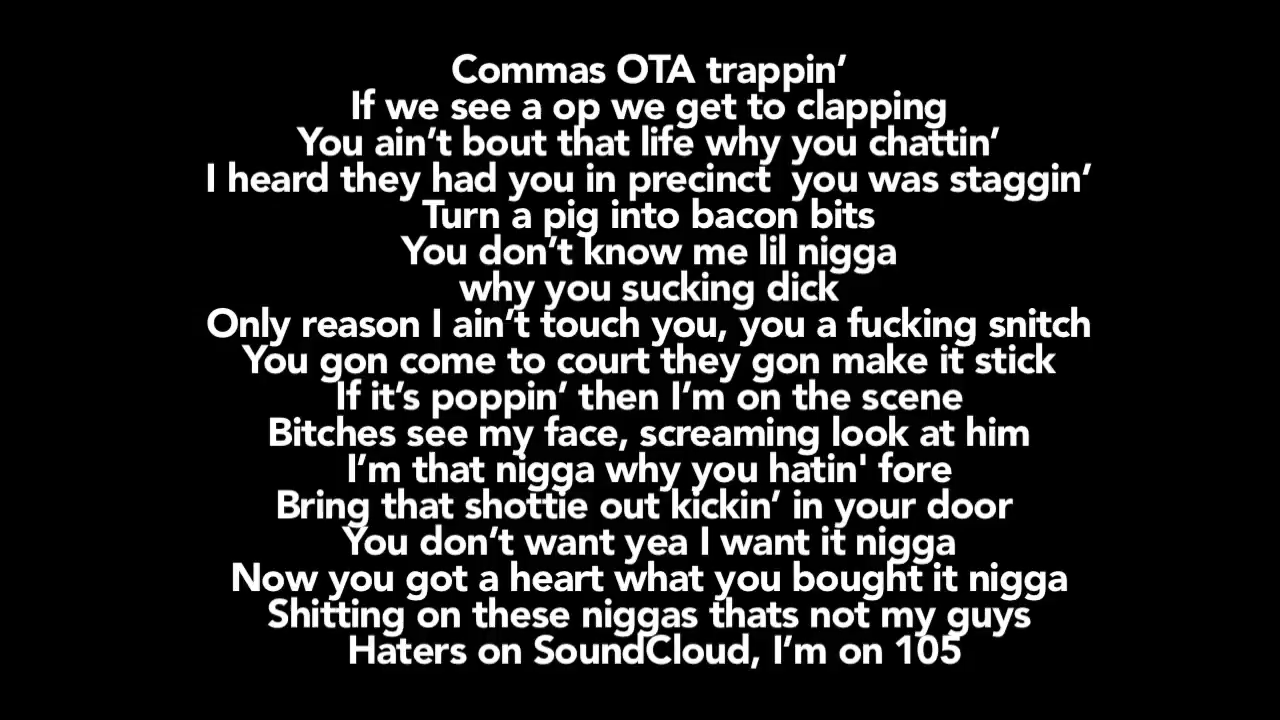 Commas OTA trappin’
If we see a op we get to clapping
You ain’t bout that life why you chattin’
I heard they had you in precinct  you was staggin’
Turn a pig into bacon bits
You don’t know me lil nigga
why you sucking dick
Only reason I ain’t touch you, you a fucking snitch
You gon come to court they gon make it stick
If it’s poppin’ then I’m on the scene
Bitches see my face, screaming look at him
I’m that nigga why you hatin' fore
Bring that shottie out kickin’ in your door
You don’t want yea I want it nigga
Now you got a heart what you bought it nigga
Shitting on these niggas thats not my guys
Haters on SoundCloud, I’m on 105